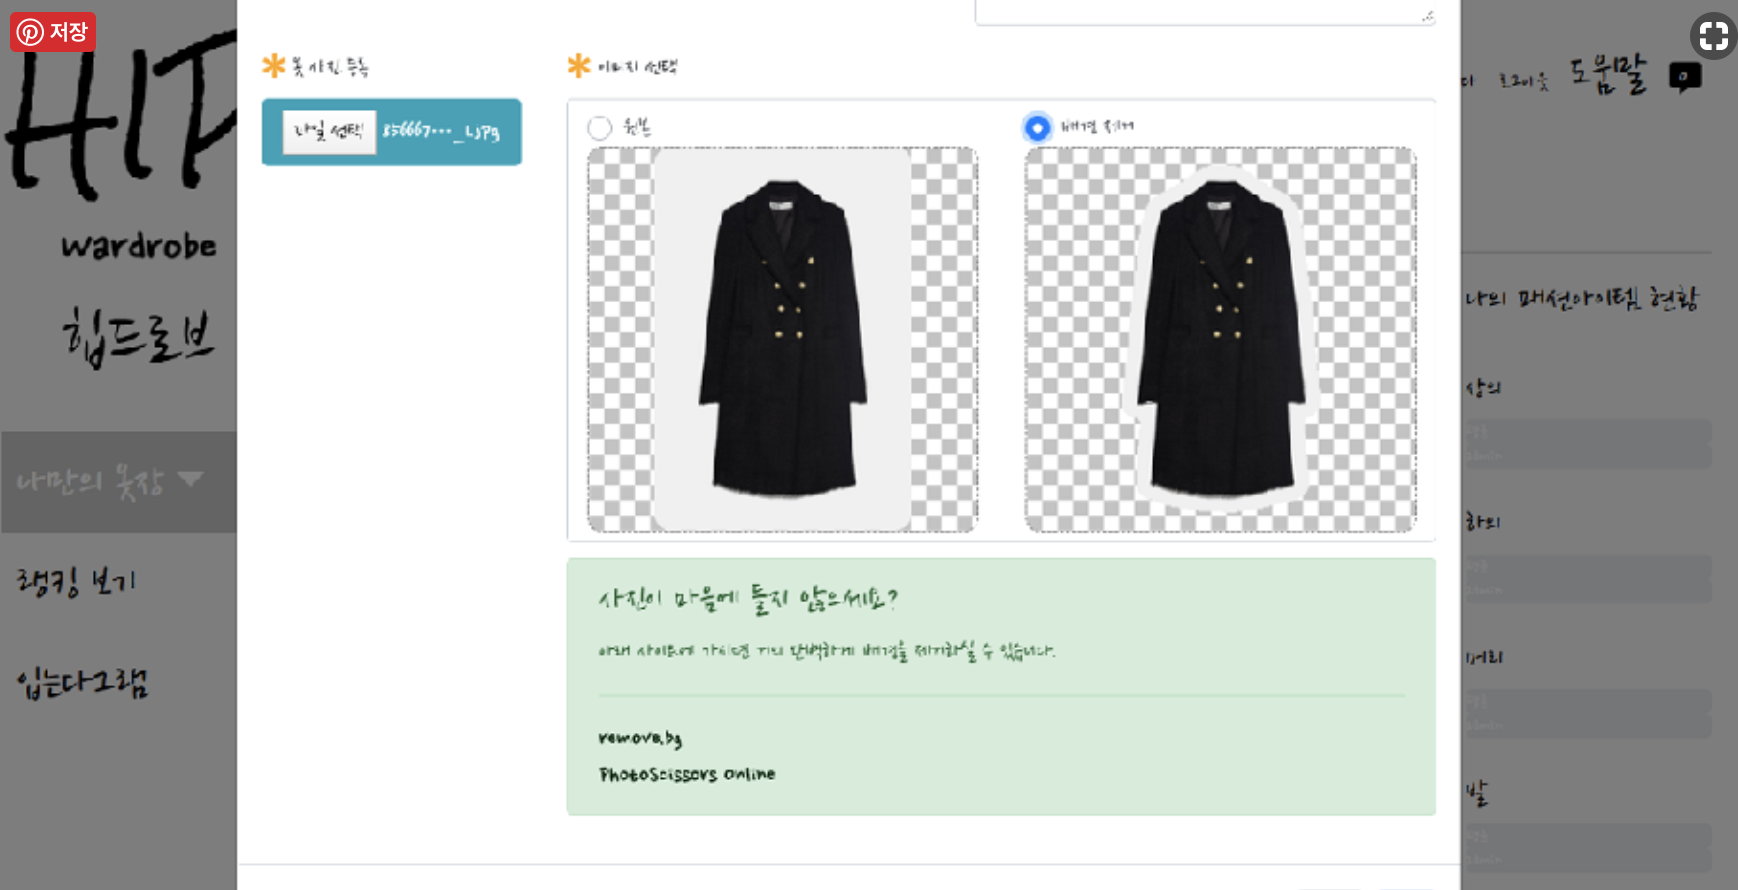 저장
HIP
wardrobe
힙드로브
나만의 옷장
랭킹 보기
입는다그램
옷 사진 등록
파일 선택 856667···_L.jpg
이미지 선택
원본
배경 제거
사진이 마음에 들지 않으세요?
아래 사이트에 가시면 거의 완벽하게 배경을 제거하실 수 있습니다.
remove.bg
PhotoScissors online
로그아웃 도움말 0
나의 패션아이템 현황
상의
하의
머리
발